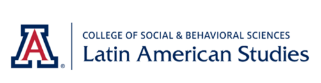 A
COLLEGE OF SOCIAL & BEHAVIORAL SCIENCES
Latin American Studies